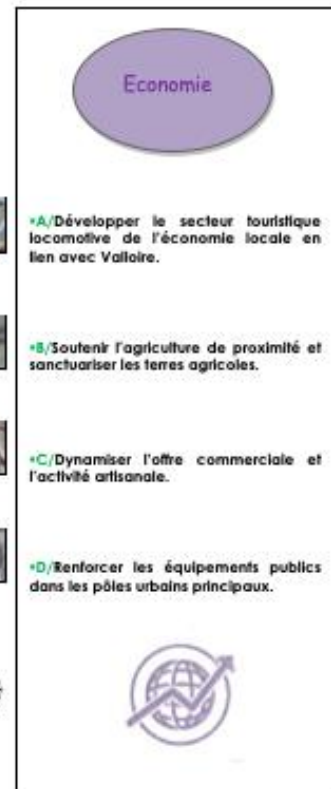 Economie
•A/Développer le secteur touristique
locomotive de l'économie locale en
lien avec Valloire.
•B/Soutenir l'agriculture de proximité et
sanctuariser les terres agricoles.
•C/Dynamiser l'offre commerciale et
l'activité artisanale.
•D/Renforcer les équipements publics
dans les pôles urbains principaux.